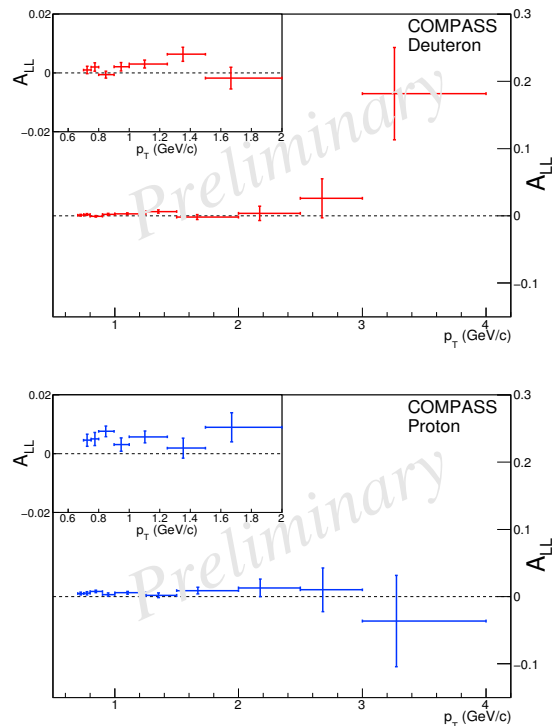 COMPASS
Deuteron
Preliminary
A_LL
0.02
0
−0.02
0.6 0.8 1 1.2 1.4 1.6 1.8 2
p_T (GeV/c)
0.3
0.2
0.1
0
−0.1
A_LL
1 2 3 4
p_T (GeV/c)
COMPASS
Proton
Preliminary
A_LL
0.02
0
−0.02
0.6 0.8 1 1.2 1.4 1.6 1.8 2
p_T (GeV/c)
0.3
0.2
0.1
0
−0.1
A_LL
1 2 3 4
p_T (GeV/c)